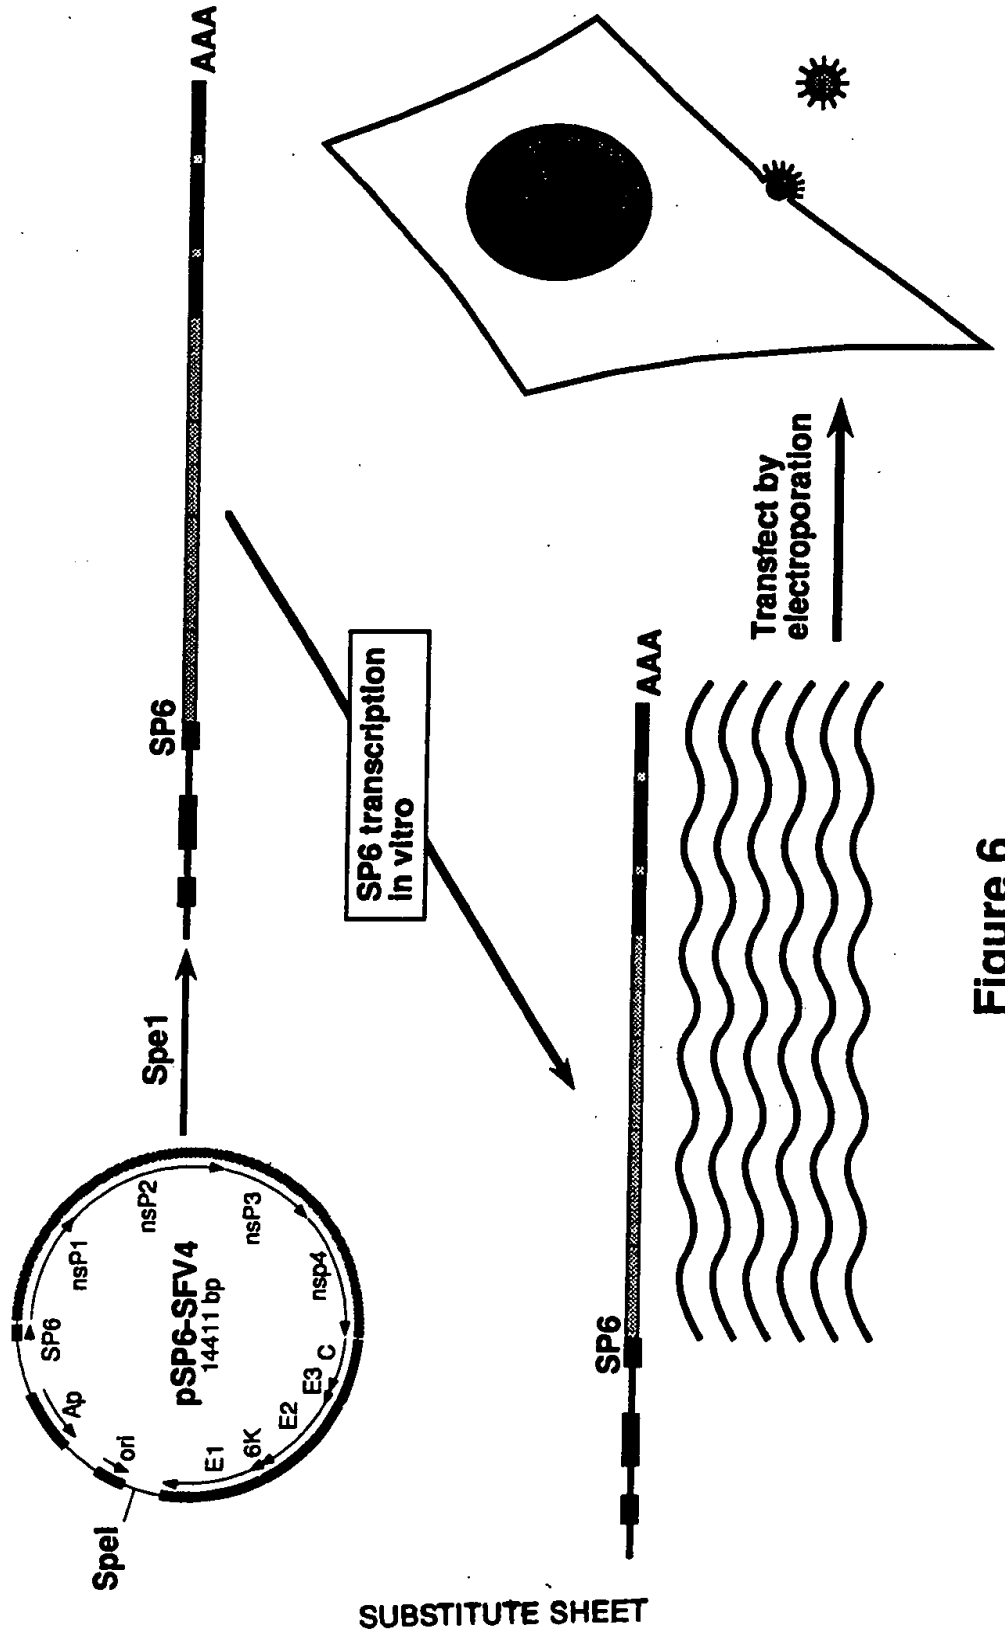 SpeI
ori
Ap
SP6
nsP1
nsP2
nsP3
nsp4
C
E3
E2
6K
E1
pSP6-SFV4
14411 bp
Spe1
SP6
AAA
SP6 transcription
in vitro
SP6
AAA
Transfect by
electroporation
Figure 6
SUBSTITUTE SHEET